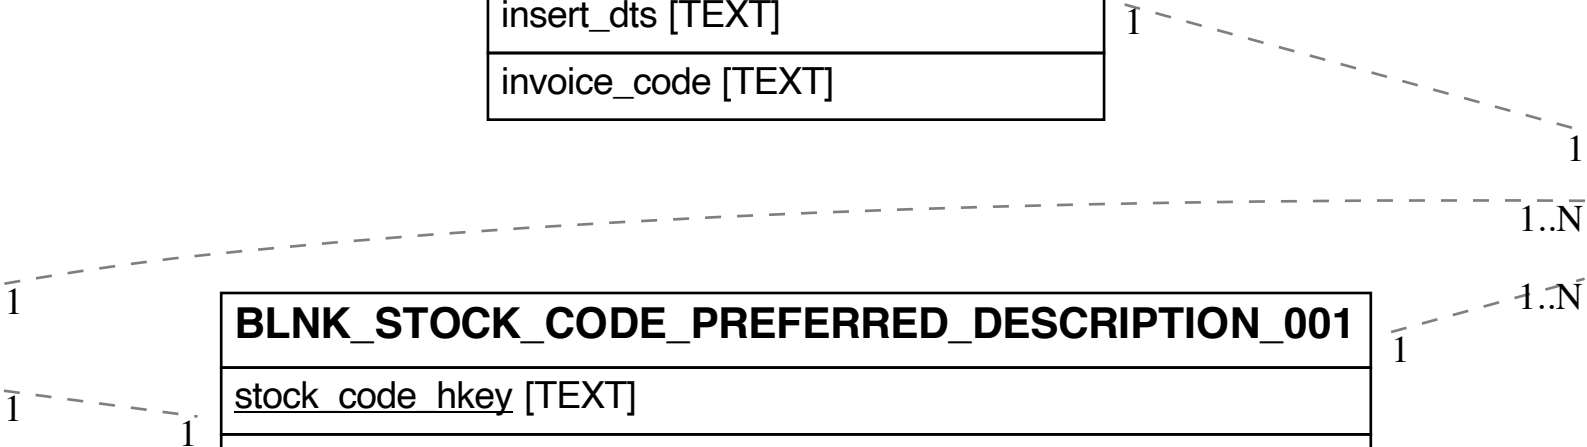 insert_dts [TEXT]
1
invoice_code [TEXT]
1
1..N
1
1..N
BLNK_STOCK_CODE_PREFERRED_DESCRIPTION_001
1
stock_code_hkey [TEXT]
1
1